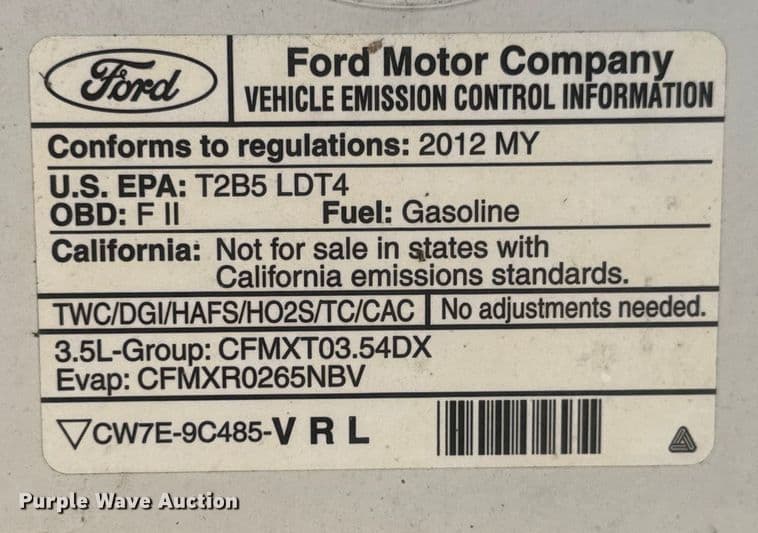 Ford
Ford Motor Company
VEHICLE EMISSION CONTROL INFORMATION
Conforms to regulations: 2012 MY
U.S. EPA: T2B5 LDT4
OBD: F II Fuel: Gasoline
California: Not for sale in states with
California emissions standards.
TWC/DGI/HAFS/HO2S/TC/CAC No adjustments needed.
3.5L-Group: CFMXT03.54DX
Evap: CFMXR0265NBV
▽CW7E-9C485-V R L
Purple Wave Auction